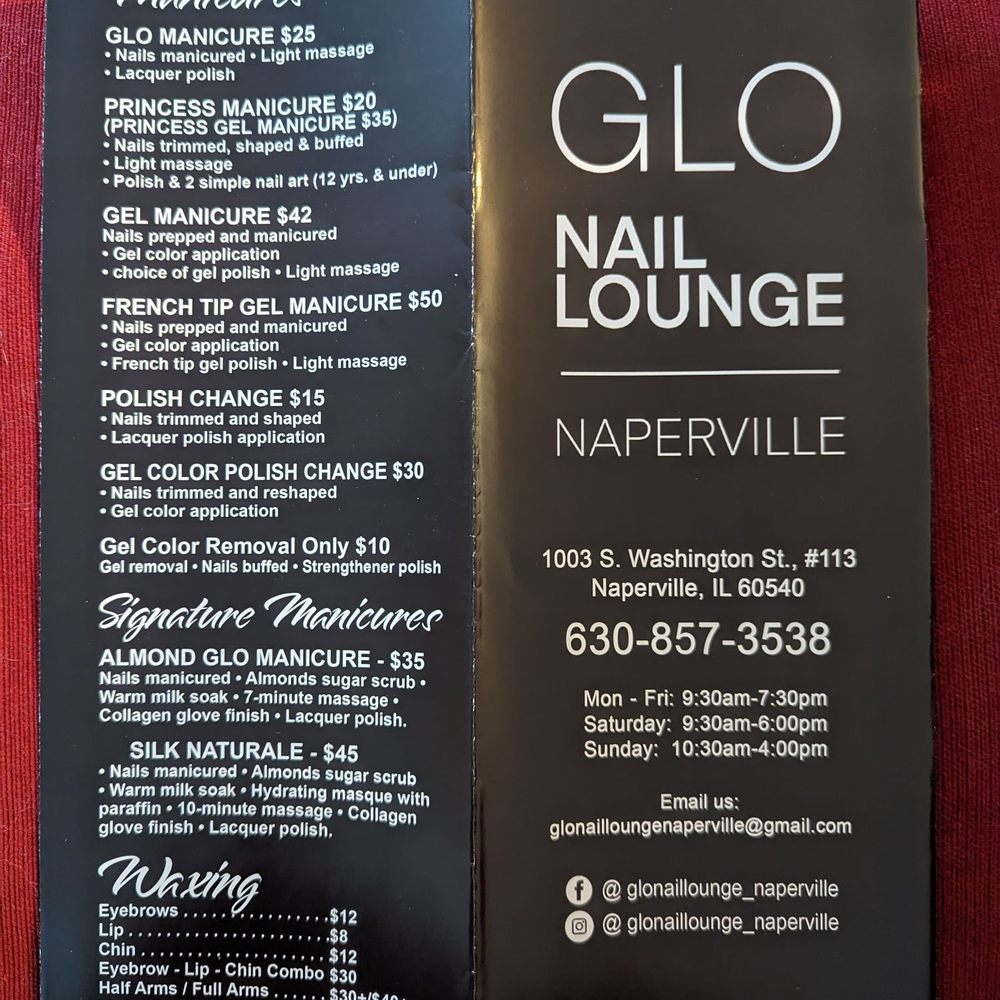 Manicures
GLO MANICURE $25
• Nails manicured • Light massage
• Lacquer polish
PRINCESS MANICURE $20
(PRINCESS GEL MANICURE $35)
• Nails trimmed, shaped & buffed
• Light massage
• Polish & 2 simple nail art (12 yrs. & under)
GEL MANICURE $42
Nails prepped and manicured
• Gel color application
• choice of gel polish • Light massage
FRENCH TIP GEL MANICURE $50
• Nails prepped and manicured
• Gel color application
• French tip gel polish • Light massage
POLISH CHANGE $15
• Nails trimmed and shaped
• Lacquer polish application
GEL COLOR POLISH CHANGE $30
• Nails trimmed and reshaped
• Gel color application
Gel Color Removal Only $10
Gel removal • Nails buffed • Strengthener polish
Signature Manicures
ALMOND GLO MANICURE - $35
Nails manicured • Almonds sugar scrub •
Warm milk soak • 7-minute massage •
Collagen glove finish • Lacquer polish.
SILK NATURALE - $45
• Nails manicured • Almonds sugar scrub
• Warm milk soak • Hydrating masque with
paraffin • 10-minute massage • Collagen
glove finish • Lacquer polish.
Waxing
Eyebrows ................$12
Lip ......................$8
Chin .....................$12
Eyebrow - Lip - Chin Combo $30
Half Arms / Full Arms ......$30+/$40+
GLO
NAIL
LOUNGE
NAPERVILLE
1003 S. Washington St., #113
Naperville, IL 60540
630-857-3538
Mon - Fri: 9:30am-7:30pm
Saturday: 9:30am-6:00pm
Sunday: 10:30am-4:00pm
Email us:
glonailloungenaperville@gmail.com
@ glonaillounge_naperville
@ glonaillounge_naperville